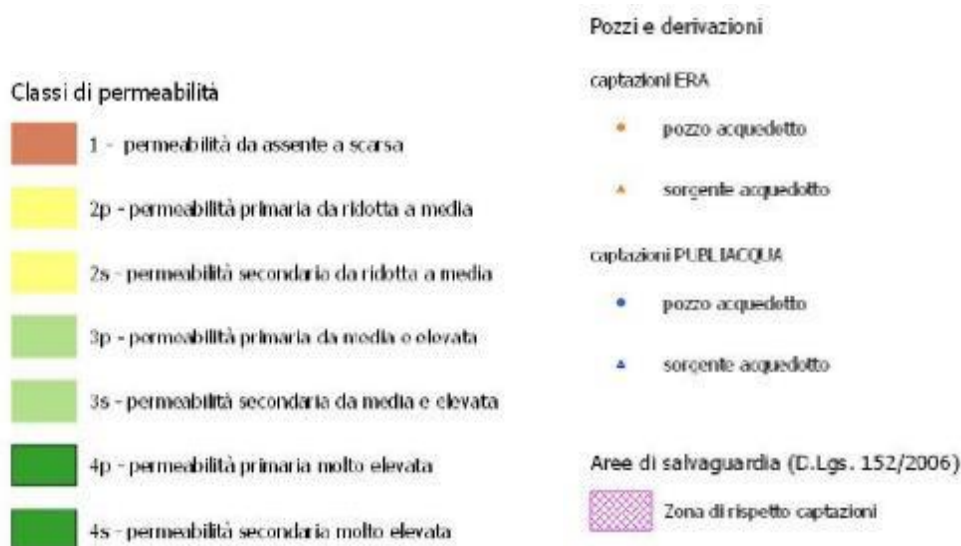 Classi di permeabilità
1 - permeabilità da assente a scarsa
2p - permeabilità primaria da ridotta a media
2s - permeabilità secondaria da ridotta a media
3p - permeabilità primaria da media e elevata
3s - permeabilità secondaria da media e elevata
4p - permeabilità primaria molto elevata
4s - permeabilità secondaria molto elevata
Pozzi e derivazioni
captazioni ERA
pozzo acquedotto
sorgente acquedotto
captazioni PUBLIACQUA
pozzo acquedotto
sorgente acquedotto
Aree di salvaguardia (D.Lgs. 152/2006)
Zona di rispetto captazioni